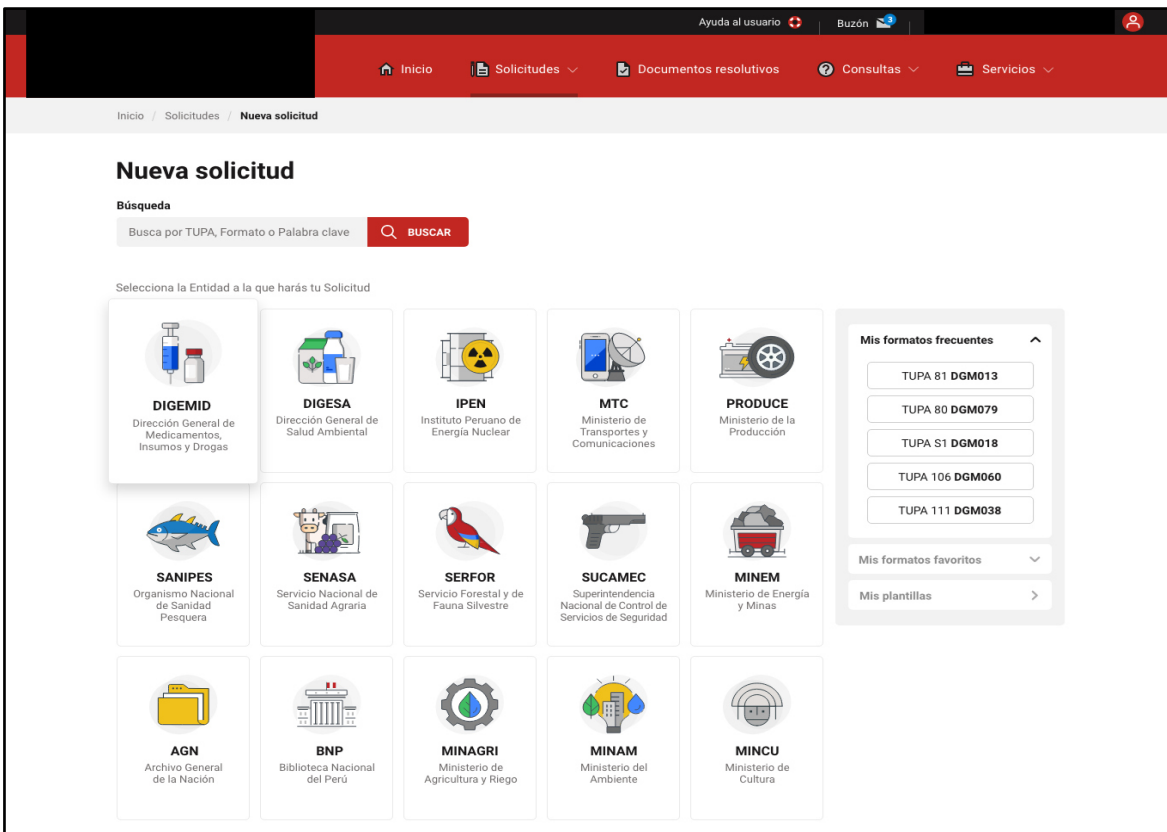 Ayuda al usuario
Buzón 3
Inicio
Solicitudes
Documentos resolutivos
Consultas
Servicios
Inicio / Solicitudes / Nueva solicitud
Nueva solicitud
Búsqueda
Busca por TUPA, Formato o Palabra clave
BUSCAR
Selecciona la Entidad a la que harás tu Solicitud
DIGEMID
Dirección General de
Medicamentos,
Insumos y Drogas
DIGESA
Dirección General de
Salud Ambiental
IPEN
Instituto Peruano de
Energía Nuclear
MTC
Ministerio de
Transportes y
Comunicaciones
PRODUCE
Ministerio de la
Producción
SANIPES
Organismo Nacional
de Sanidad
Pesquera
SENASA
Servicio Nacional de
Sanidad Agraria
SERFOR
Servicio Forestal y de
Fauna Silvestre
SUCAMEC
Superintendencia
Nacional de Control de
Servicios de Seguridad
MINEM
Ministerio de Energía
y Minas
AGN
Archivo General
de la Nación
BNP
Biblioteca Nacional
del Perú
MINAGRI
Ministerio de
Agricultura y Riego
MINAM
Ministerio del
Ambiente
MINCU
Ministerio de
Cultura
Mis formatos frecuentes
TUPA 81 DGM013
TUPA 80 DGM079
TUPA S1 DGM018
TUPA 106 DGM060
TUPA 111 DGM038
Mis formatos favoritos
Mis plantillas